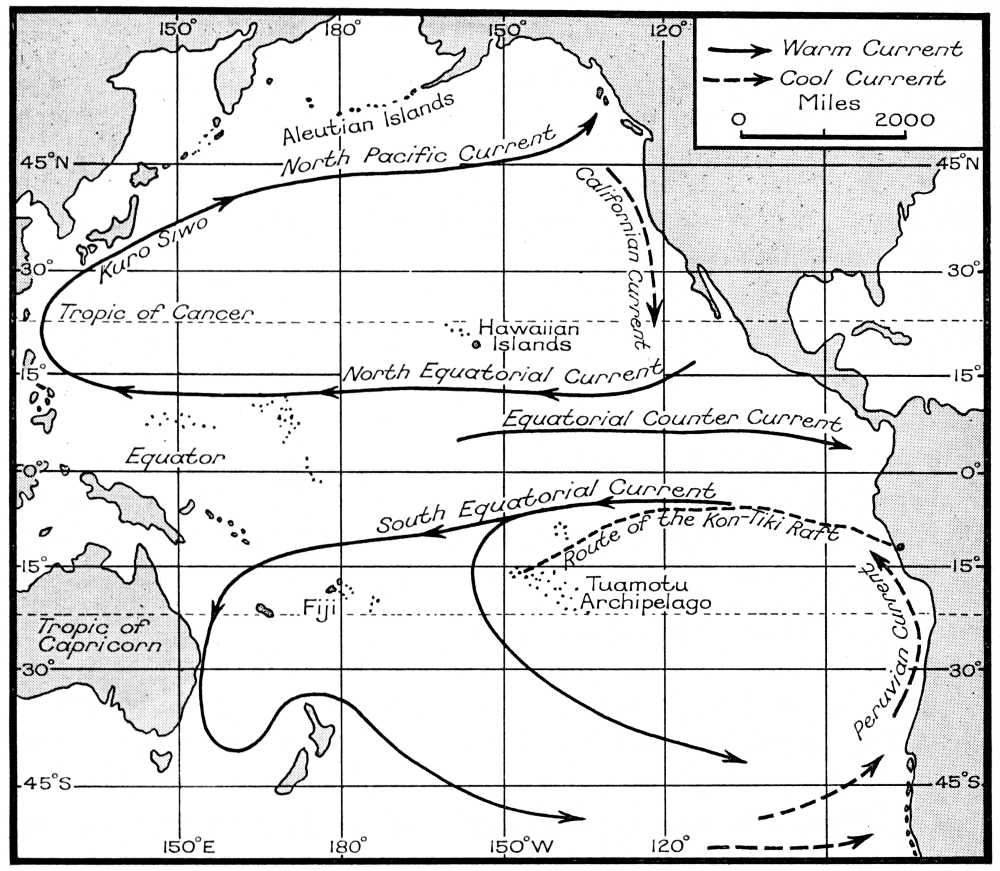 150° 180° 150° 120°
Warm Current
Cool Current
Miles
0 2000
Aleutian Islands
North Pacific Current
45°N 45°N
Californian Current
Kuro Siwo
30° 30°
Tropic of Cancer
Hawaiian
Islands
North Equatorial Current
15° 15°
Equatorial Counter Current
Equator
0° 0°
South Equatorial Current
Route of the Kon-Tiki Raft
15° 15°
Tuamotu
Archipelago
Fiji
Peruvian Current
Tropic of
Capricorn
30° 30°
45°S 45°S
150°E 180° 150°W 120°